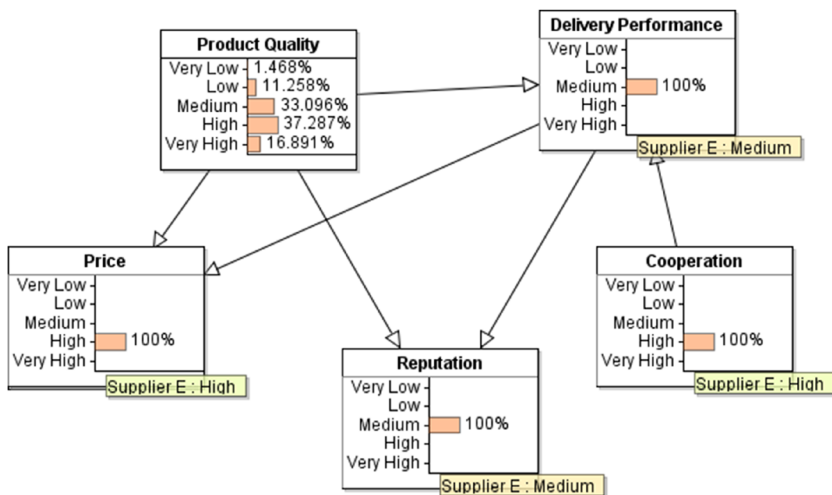 Product Quality
Very Low 1.468%
Low 11.258%
Medium 33.096%
High 37.287%
Very High 16.891%
Delivery Performance
Very Low
Low
Medium 100%
High
Very High
Supplier E : Medium
Price
Very Low
Low
Medium
High 100%
Very High
Supplier E : High
Reputation
Very Low
Low
Medium 100%
High
Very High
Supplier E : Medium
Cooperation
Very Low
Low
Medium
High 100%
Very High
Supplier E : High